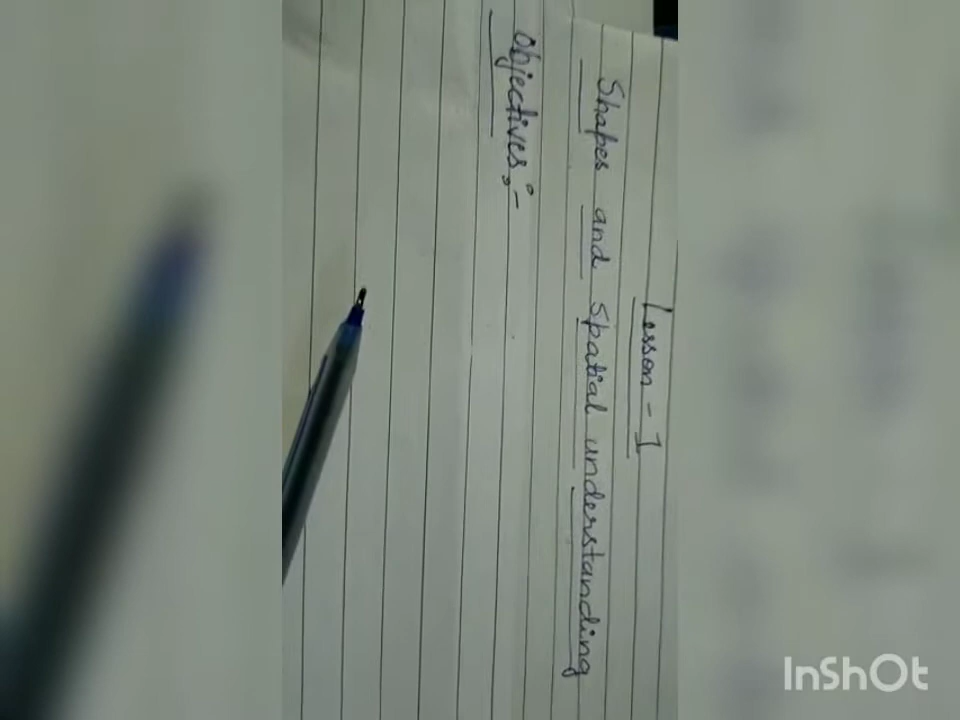 Lesson - 1
Shapes and Spatial understanding
Objectives:-
InShOt